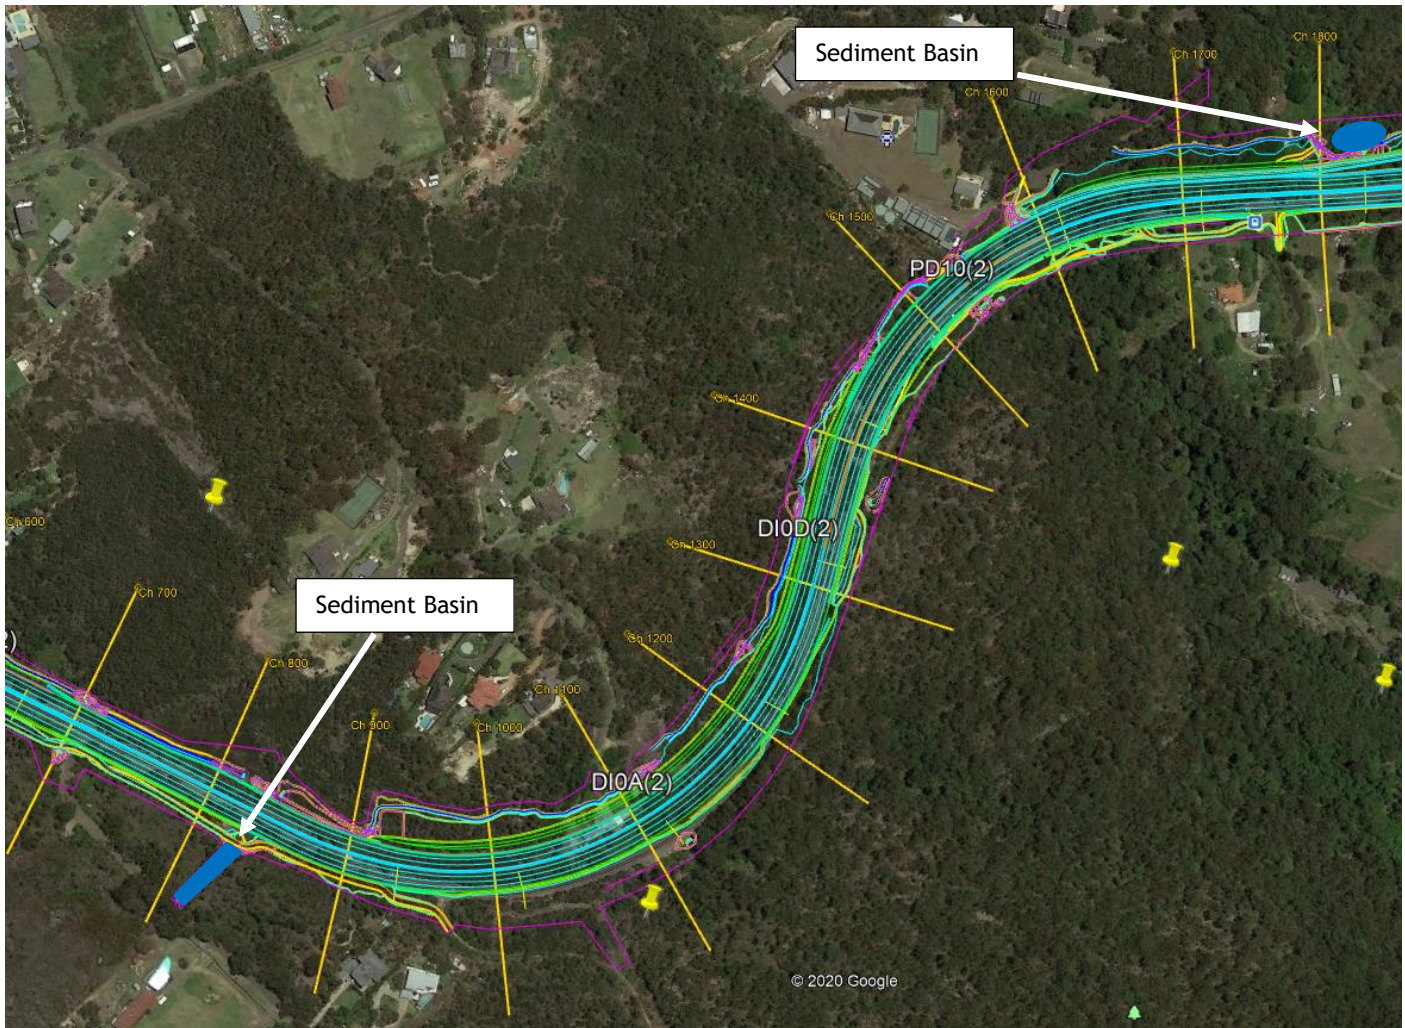 Sediment Basin
Ch 1700
Ch 1800
Ch 1600
Ch 1500
PD10(2)
Ch 1400
Ch 600
DI0D(2)
Ch 1300
Ch 700
Sediment Basin
2)
Ch 1200
Ch 800
Ch 1100
Ch 900
Ch 1000
DI0A(2)
© 2020 Google